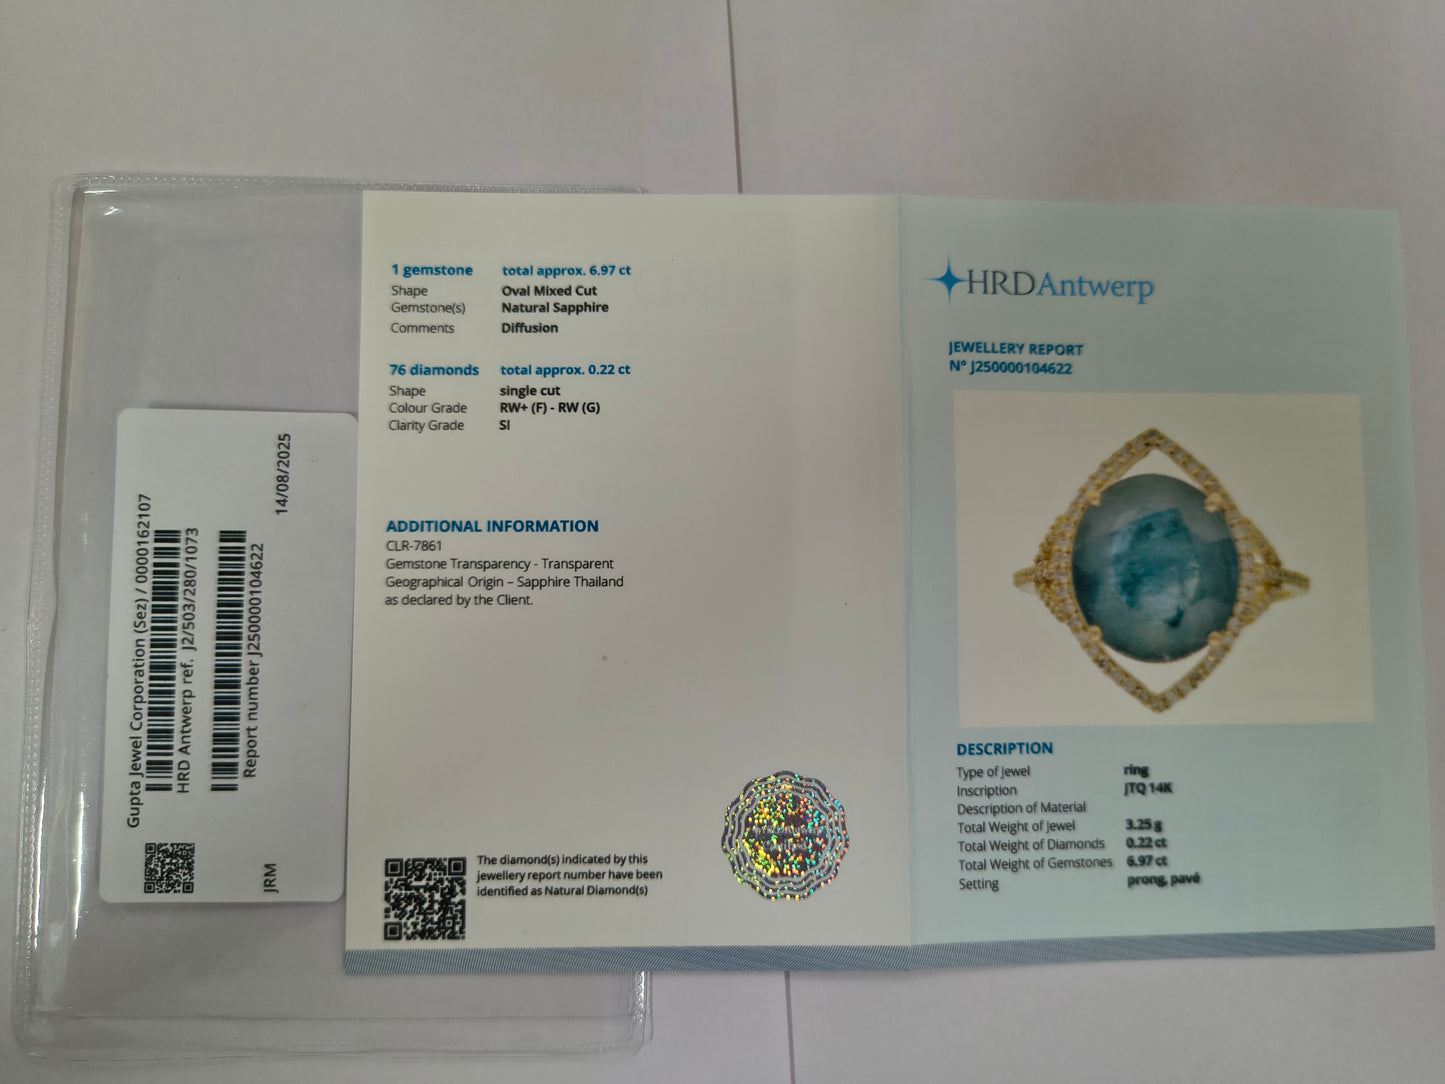 Gupta Jewel Corporation (Sez) / 0000162107
HRD Antwerp ref. J2/503/280/1073
Report number J250000104622
14/08/2025
JRM
1 gemstone total approx. 6.97 ct
Shape Oval Mixed Cut
Gemstone(s) Natural Sapphire
Comments Diffusion
76 diamonds total approx. 0.22 ct
Shape single cut
Colour Grade RW+ (F) - RW (G)
Clarity Grade SI
ADDITIONAL INFORMATION
CLR-7861
Gemstone Transparency - Transparent
Geographical Origin – Sapphire Thailand
as declared by the Client.
The diamond(s) indicated by this
jewellery report number have been
identified as Natural Diamond(s)
HRDAntwerp
JEWELLERY REPORT
N° J250000104622
DESCRIPTION
Type of Jewel ring
Inscription JTQ 14K
Description of Material
Total Weight of Jewel 3.25 g
Total Weight of Diamonds 0.22 ct
Total Weight of Gemstones 6.97 ct
Setting prong, pavé